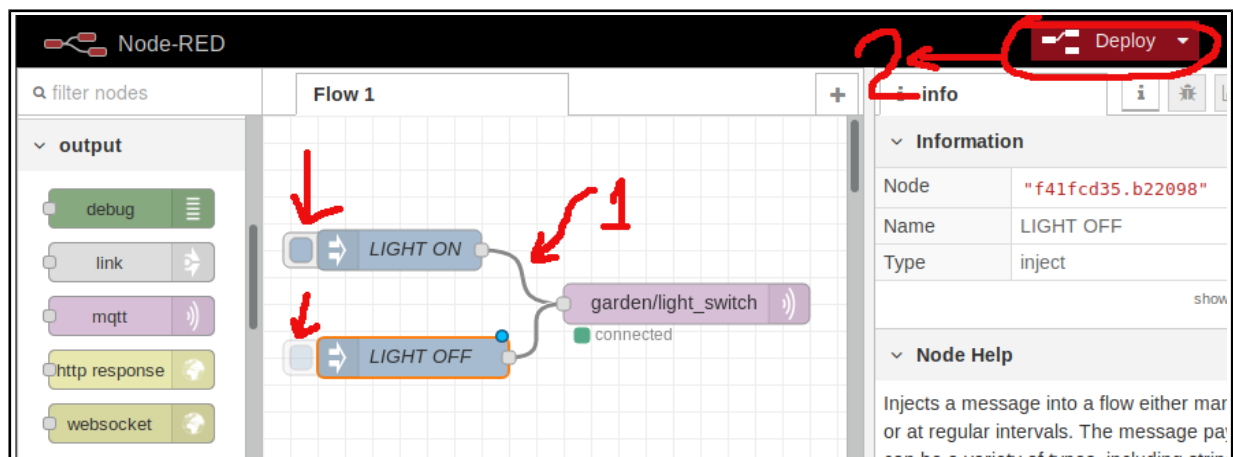 Node-RED
Deploy
2
filter nodes
Flow 1
+
i info
i
output
Information
debug
Node "f41fcd35.b22098"
1
LIGHT ON
Name LIGHT OFF
link
Type inject
garden/light_switch
show
mqtt
connected
LIGHT OFF
Node Help
http response
Injects a message into a flow either
websocket
or at regular intervals. The message